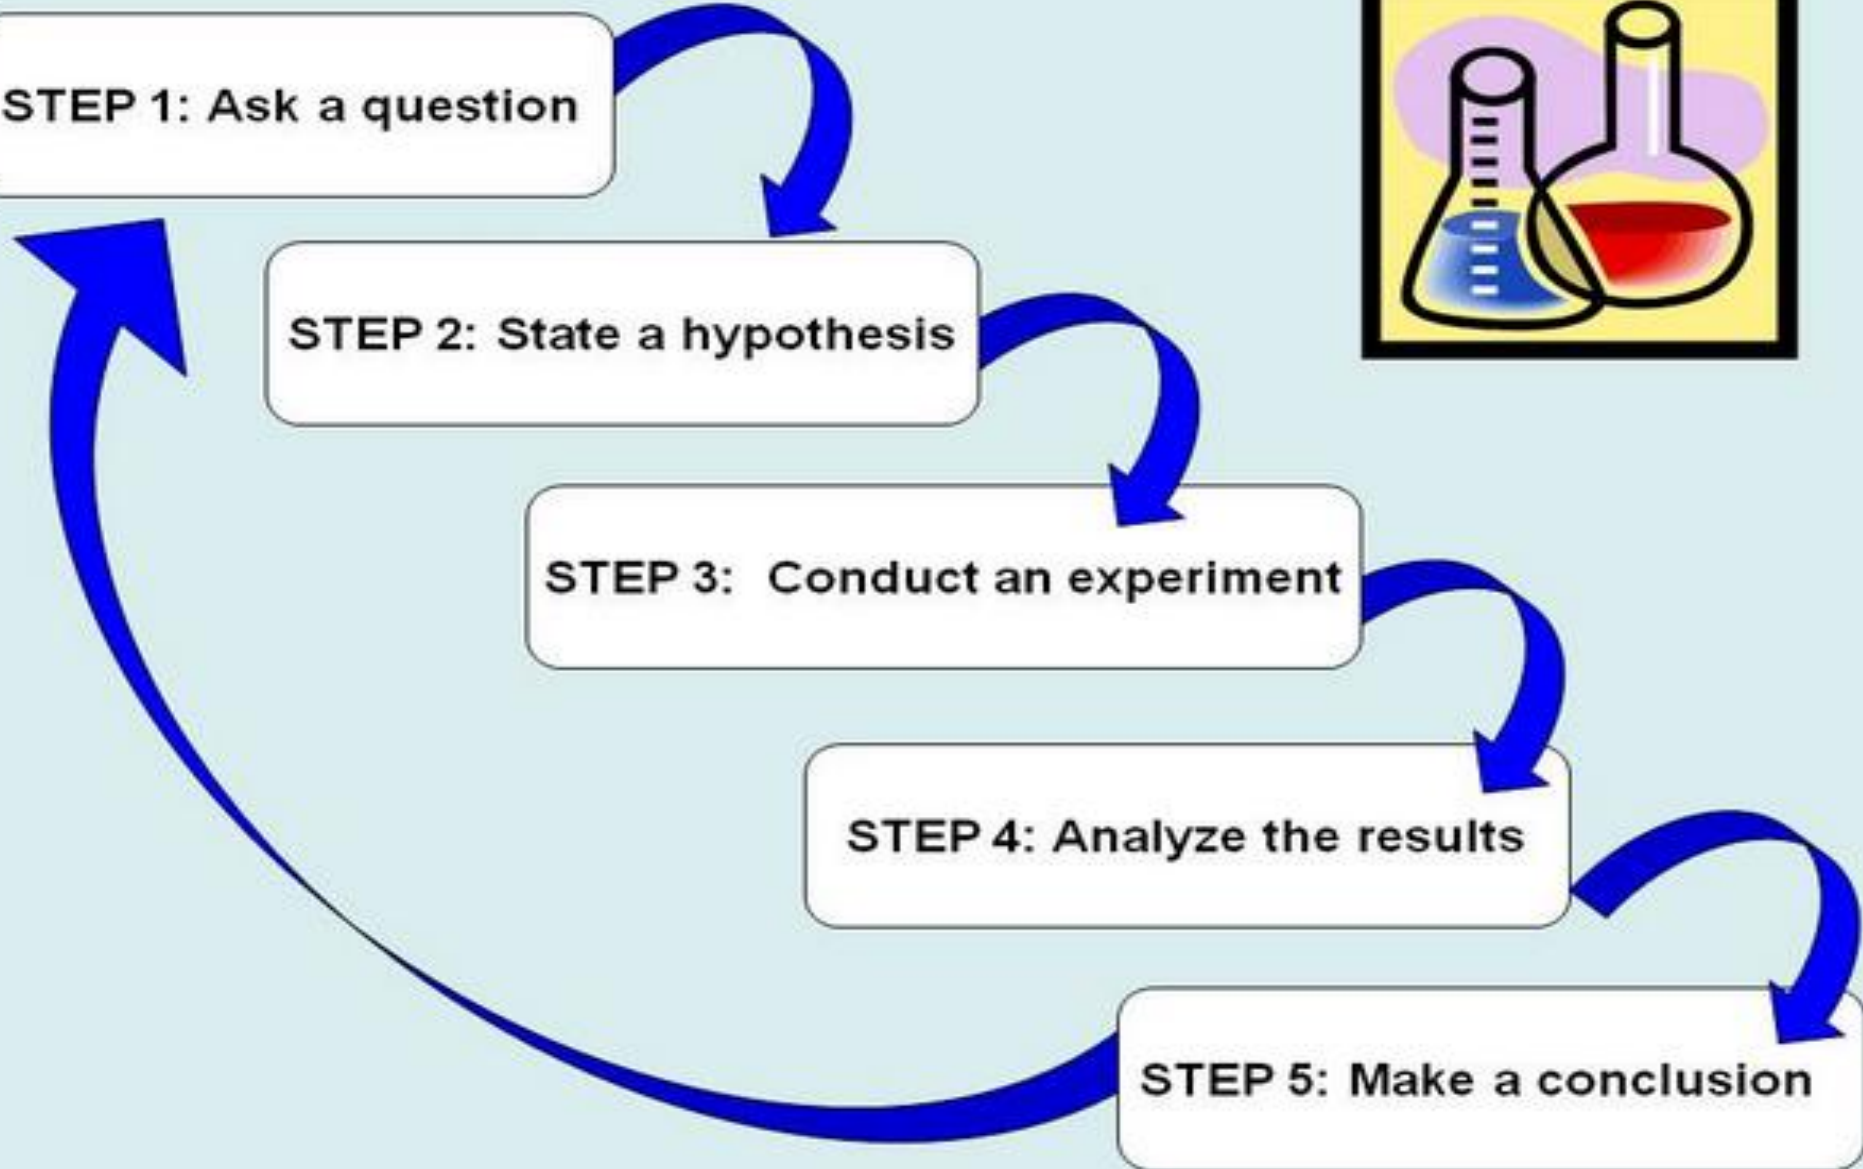 STEP 1: Ask a question
STEP 2: State a hypothesis
STEP 3: Conduct an experiment
STEP 4: Analyze the results
STEP 5: Make a conclusion